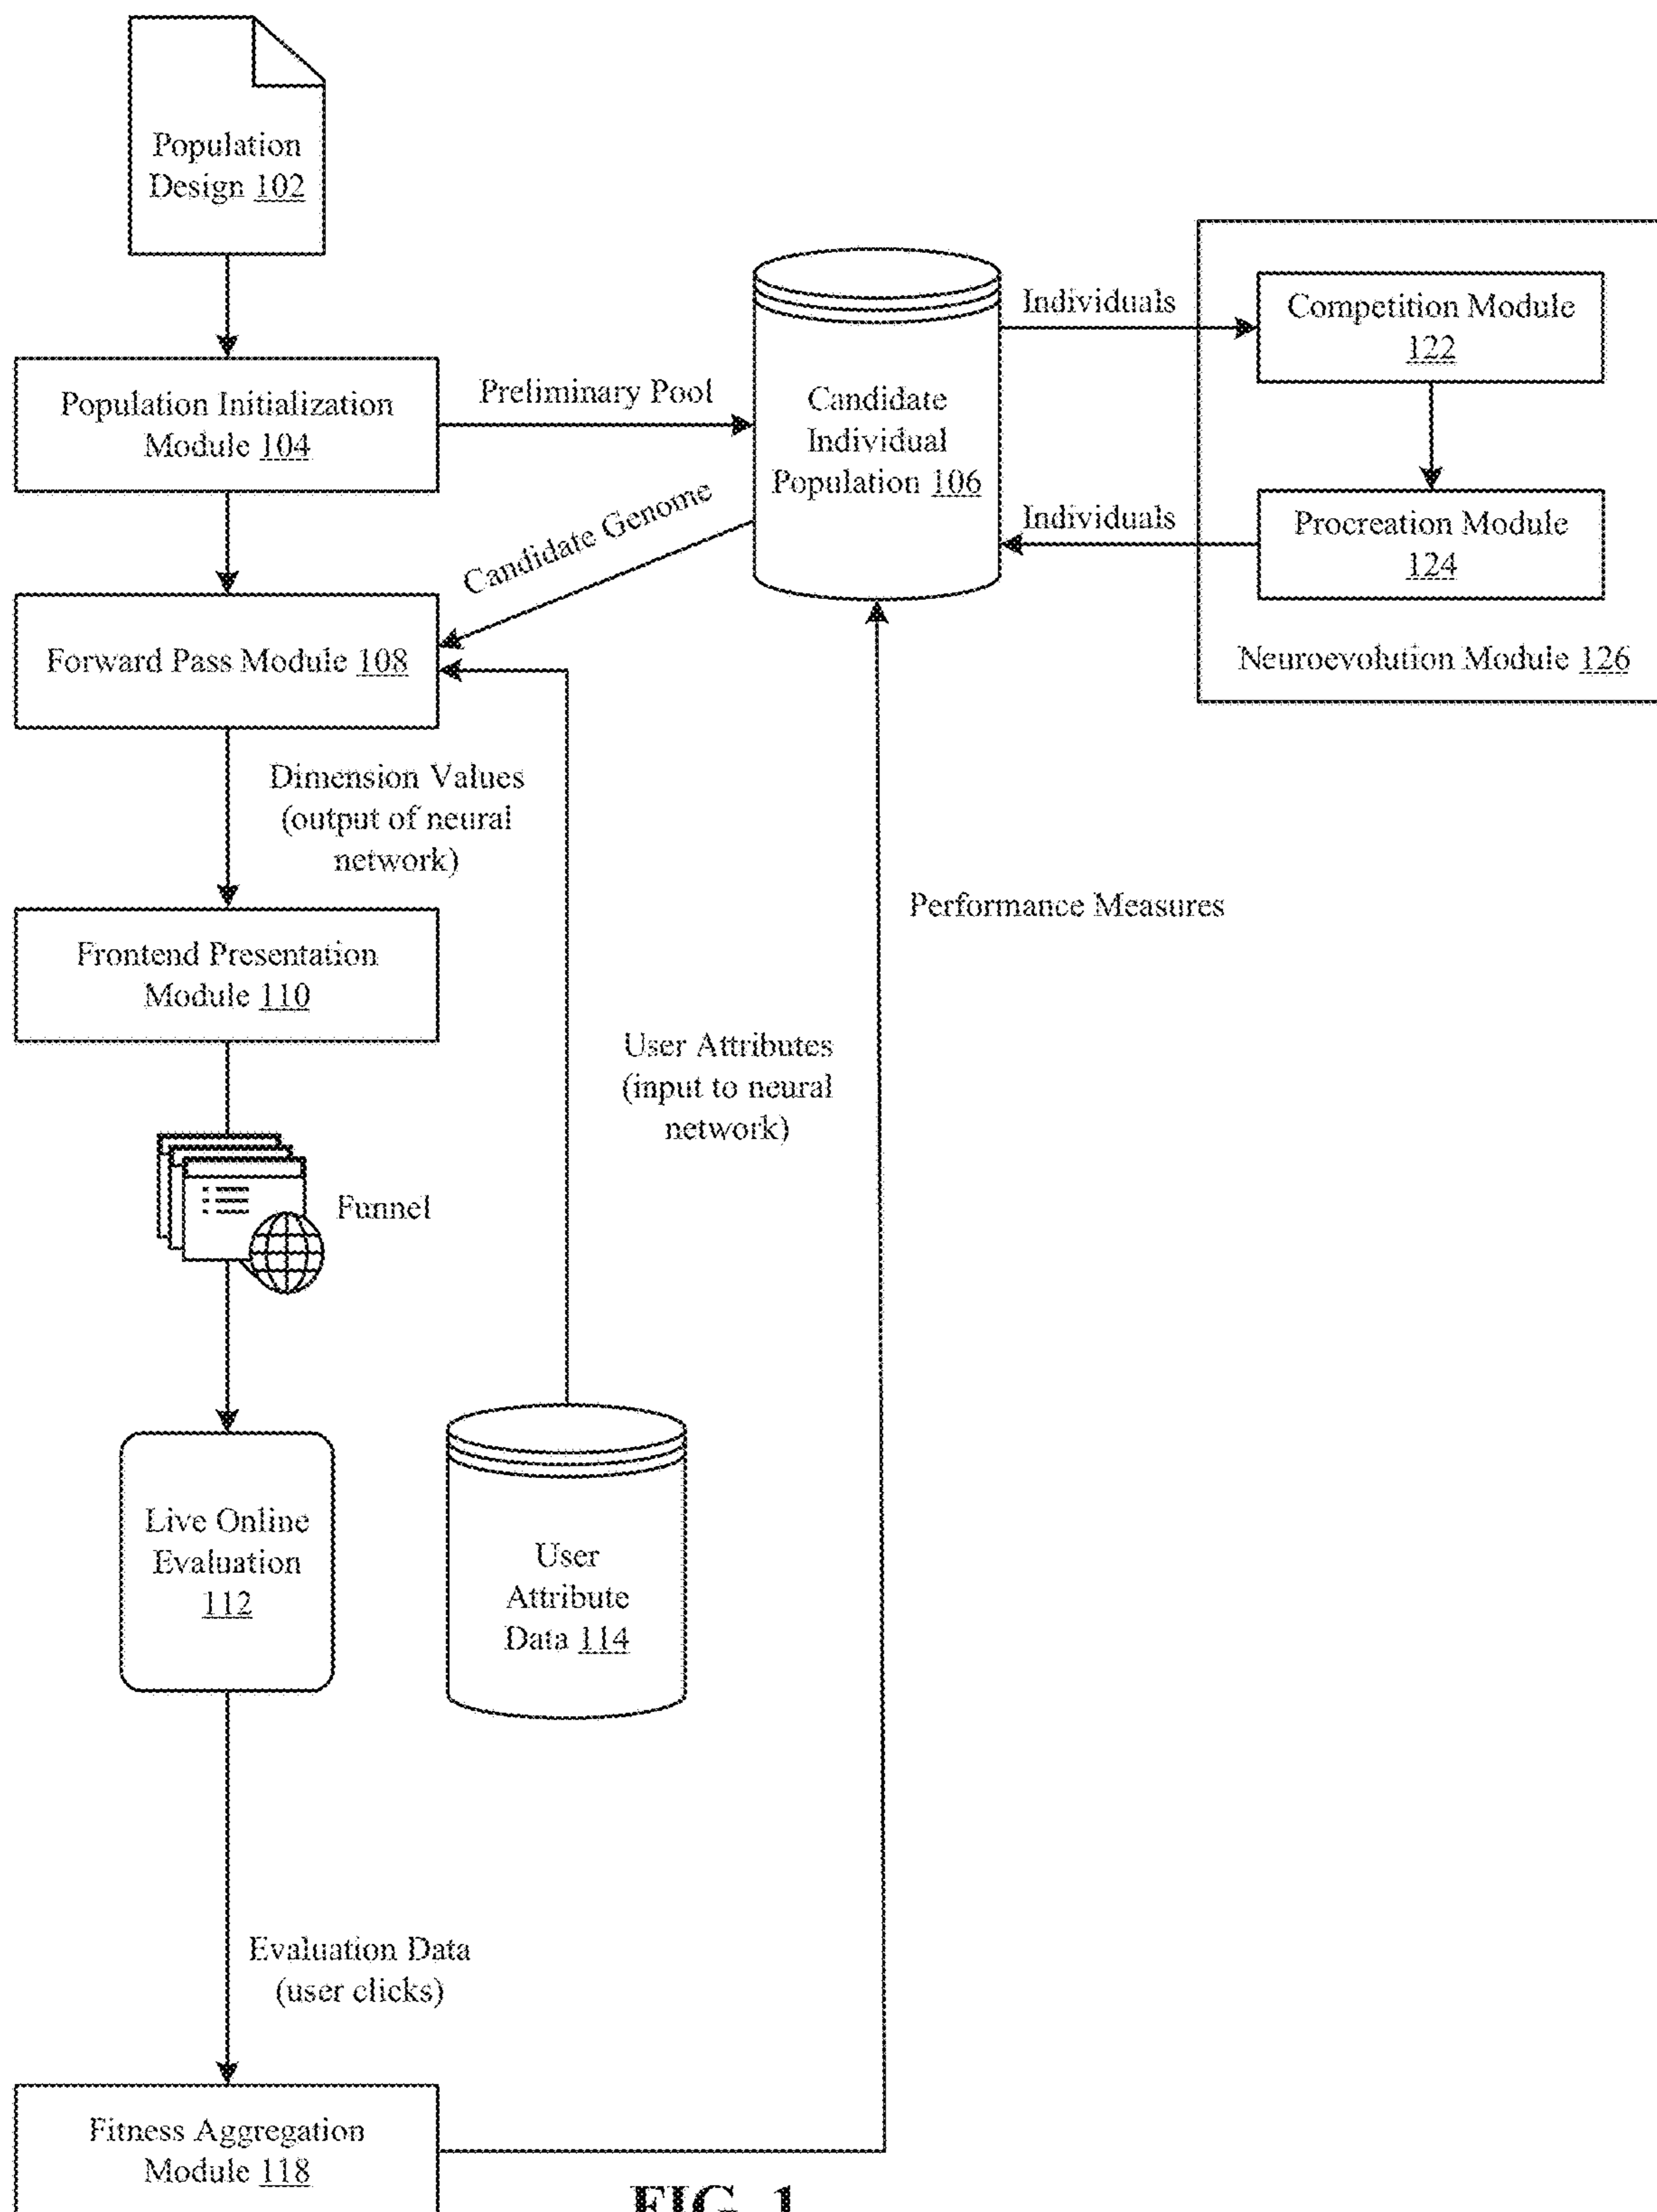 Population
Design 102
Population Initialization
Module 104
Preliminary Pool
Candidate
Individual
Population 106
Individuals
Competition Module
122
Individuals
Procreation Module
124
Neuroevolution Module 126
Candidate Genome
Forward Pass Module 108
Dimension Values
(output of neural
network)
Performance Measures
Frontend Presentation
Module 110
User Attributes
(input to neural
network)
Funnel
Live Online
Evaluation
112
User
Attribute
Data 114
Evaluation Data
(user clicks)
Fitness Aggregation
Module 118
FIG. 1